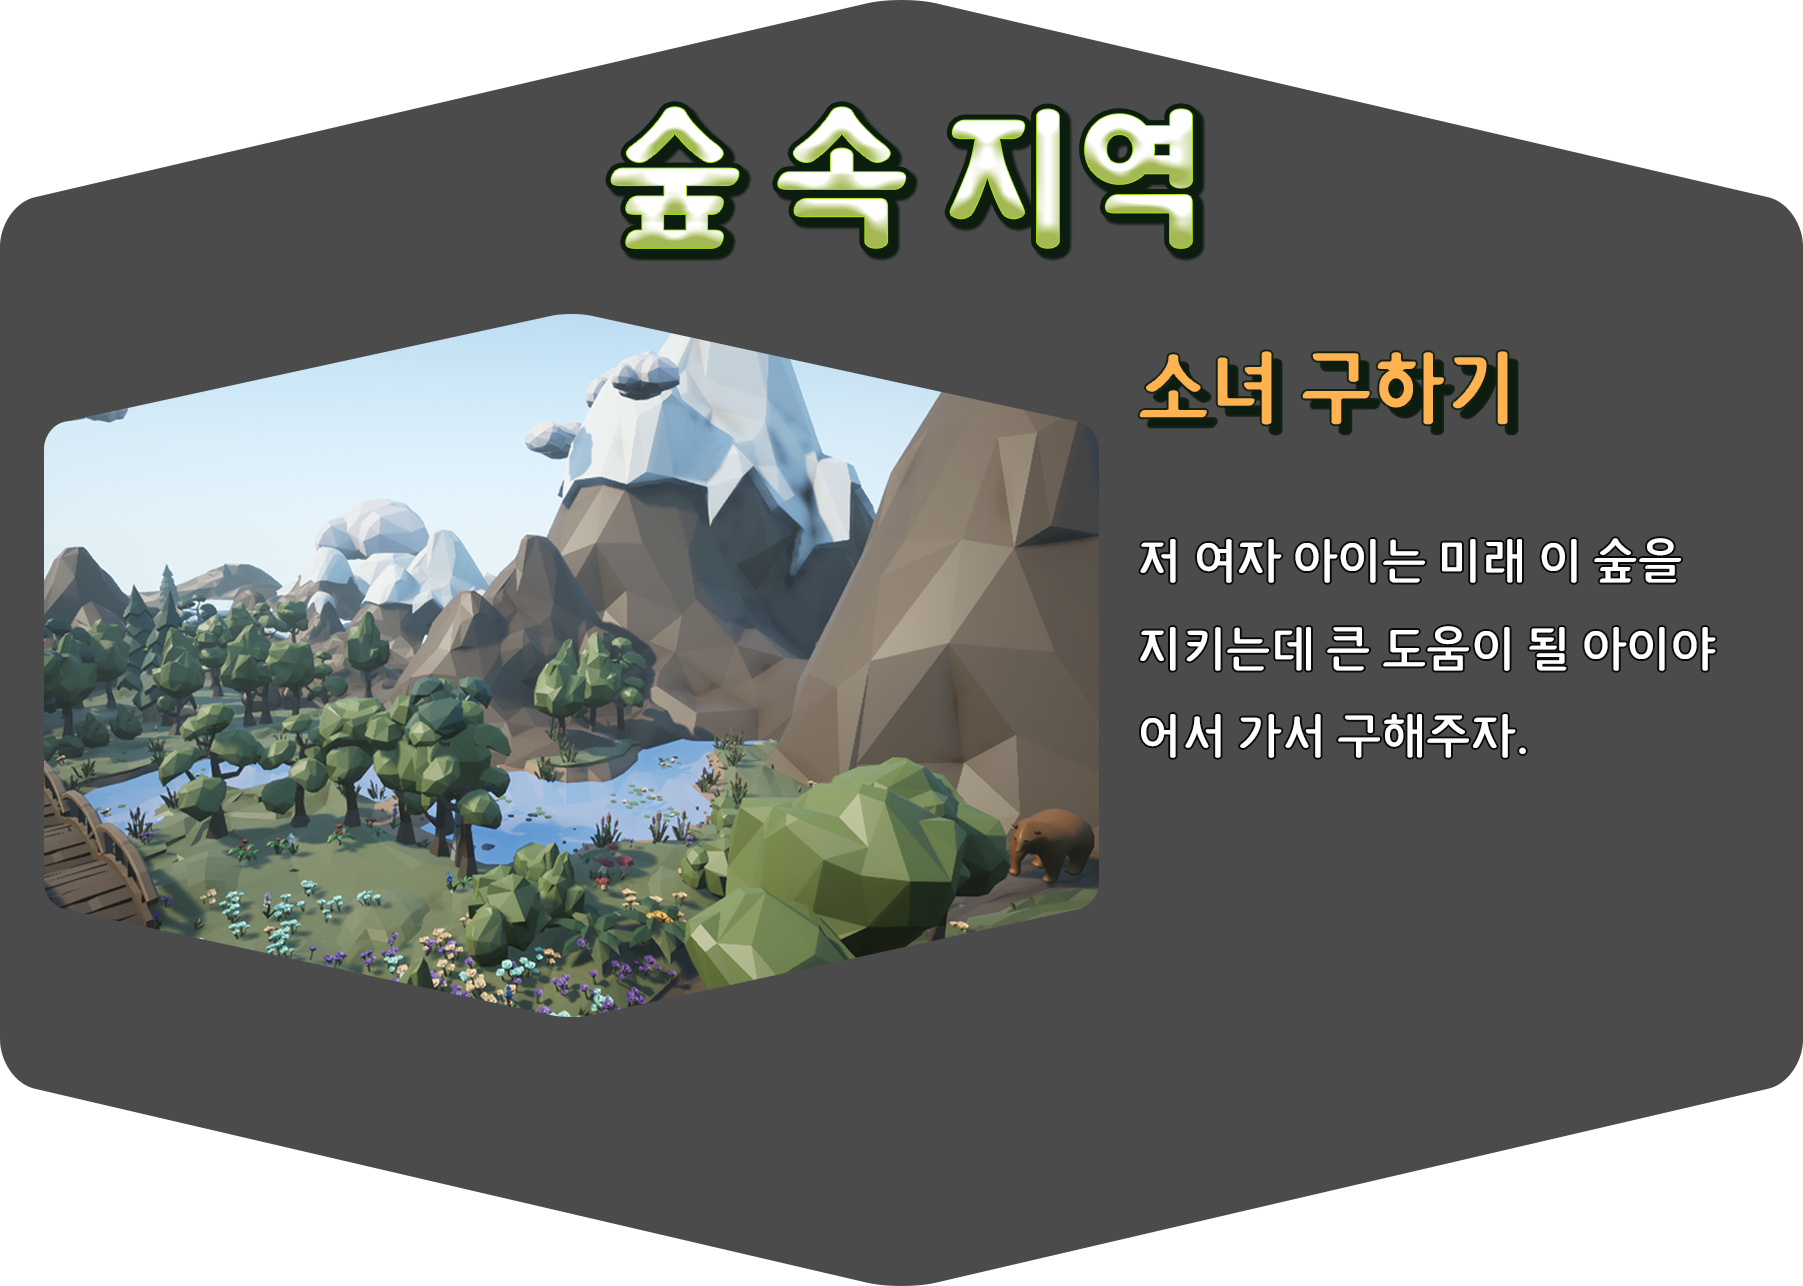 숲 속 지역
소녀 구하기
저 여자 아이는 미래 이 숲을
지키는데 큰 도움이 될 아이야
어서 가서 구해주자.